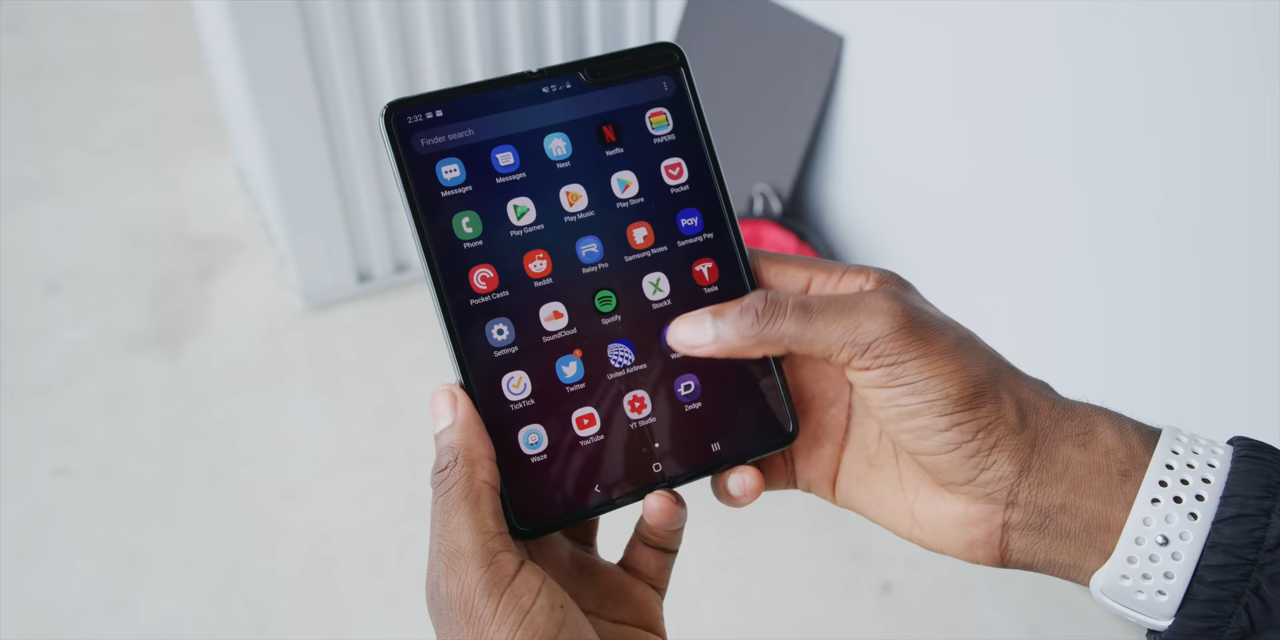 2:32
Finder search
Messages
Messages
Nest
Netflix
PAPERS
Phone
Play Games
Play Music
Play Store
Pocket
Pocket Casts
Reddit
Relay Pro
Samsung Notes
Pay
Samsung Pay
Settings
SoundCloud
Spotify
StockX
Tesla
TickTick
Twitter
United Airlines
Waze
YouTube
YT Studio
Zedge